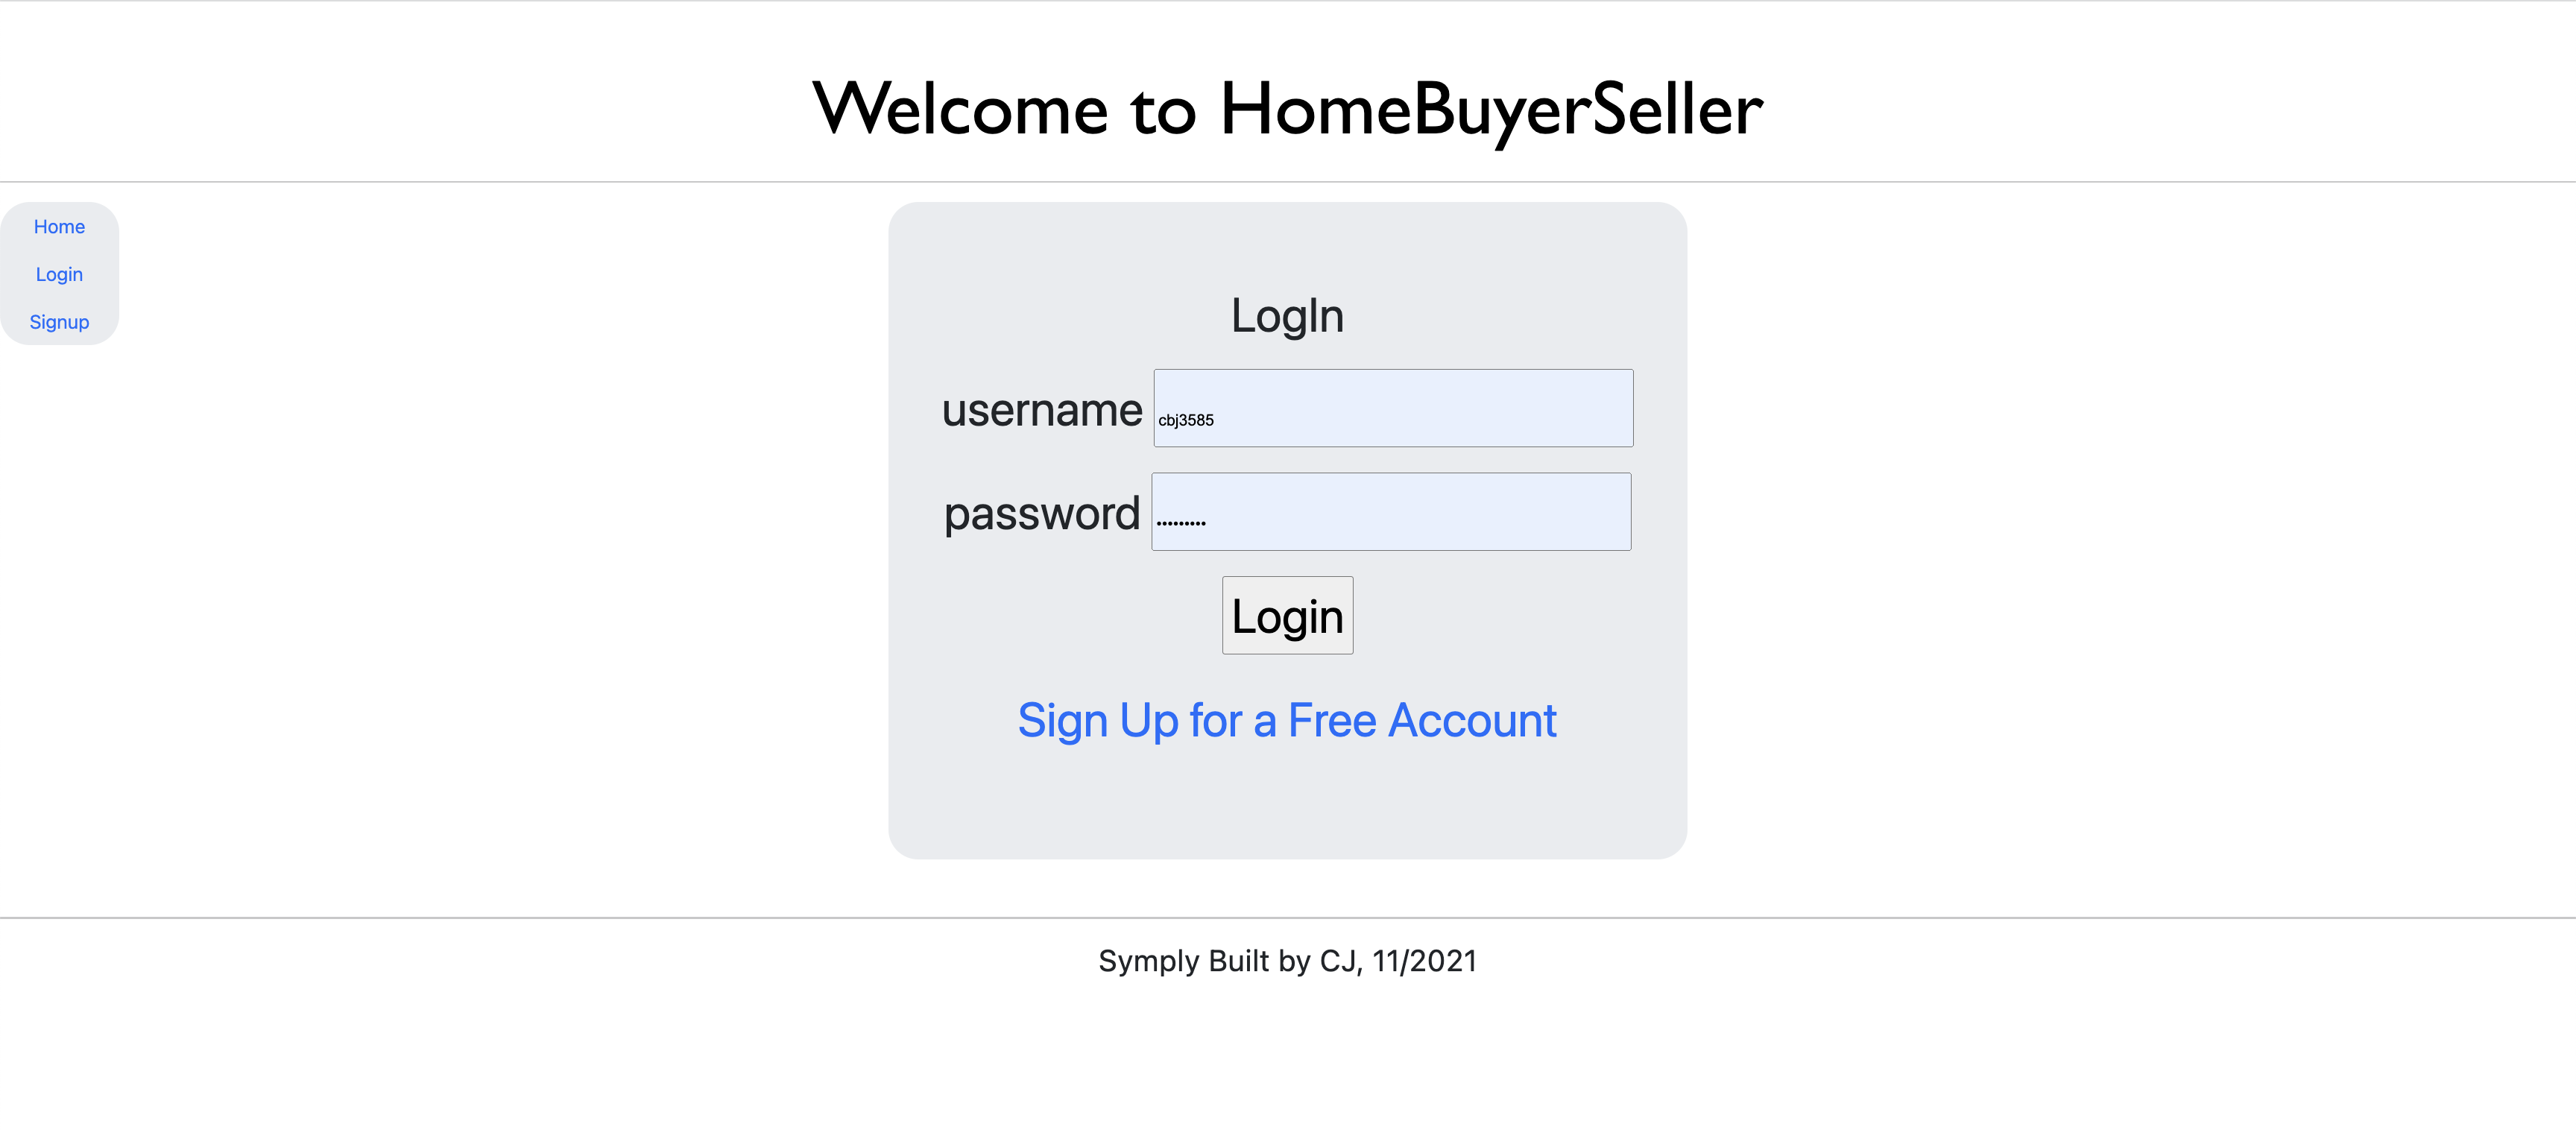 Welcome to HomeBuyerSeller
Home
Login
Signup
LogIn
username cbj3585
password •••••••••
Login
Sign Up for a Free Account
Symply Built by CJ, 11/2021